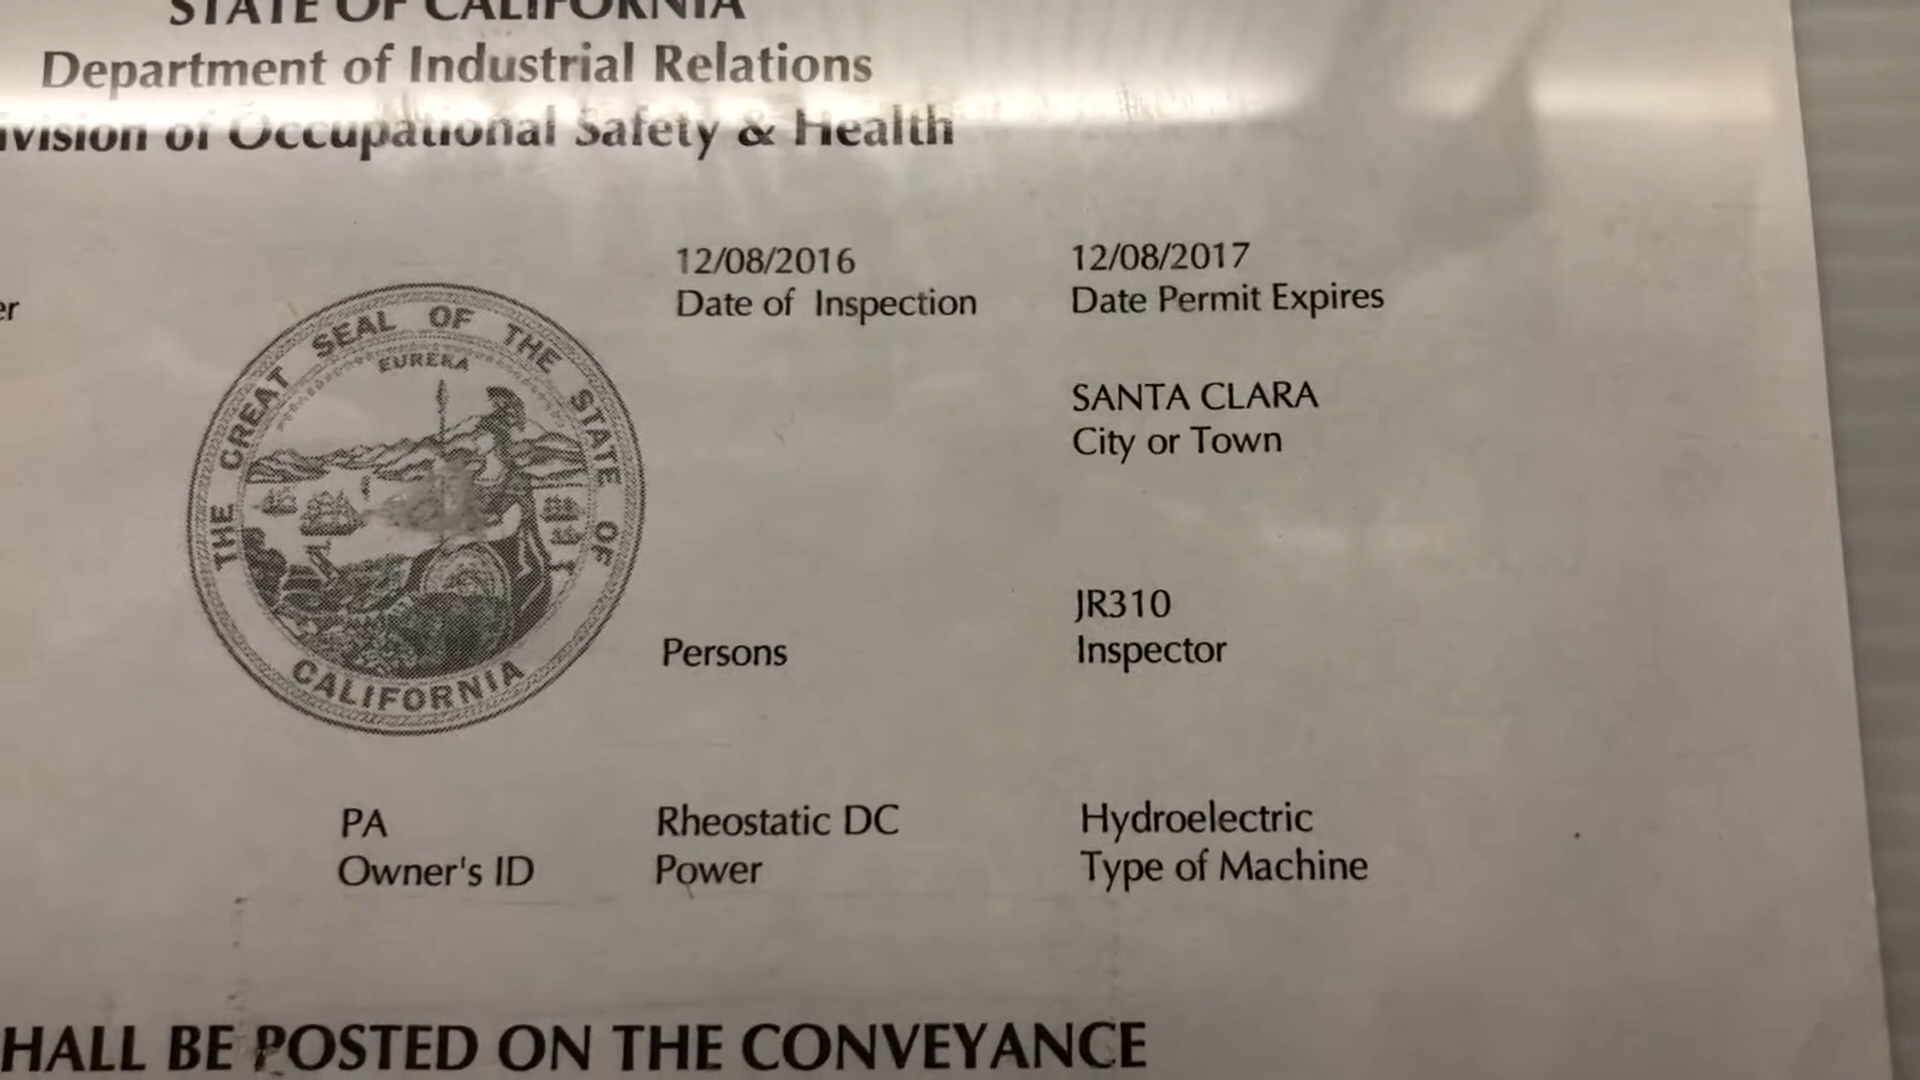 STATE OF CALIFORNIA
Department of Industrial Relations
ivision of Occupational Safety & Health
12/08/2016
Date of Inspection
12/08/2017
Date Permit Expires
er
THE GREAT SEAL OF THE STATE OF CALIFORNIA
EUREKA
SANTA CLARA
City or Town
Persons
JR310
Inspector
PA
Owner's ID
Rheostatic DC
Power
Hydroelectric
Type of Machine
HALL BE POSTED ON THE CONVEYANCE